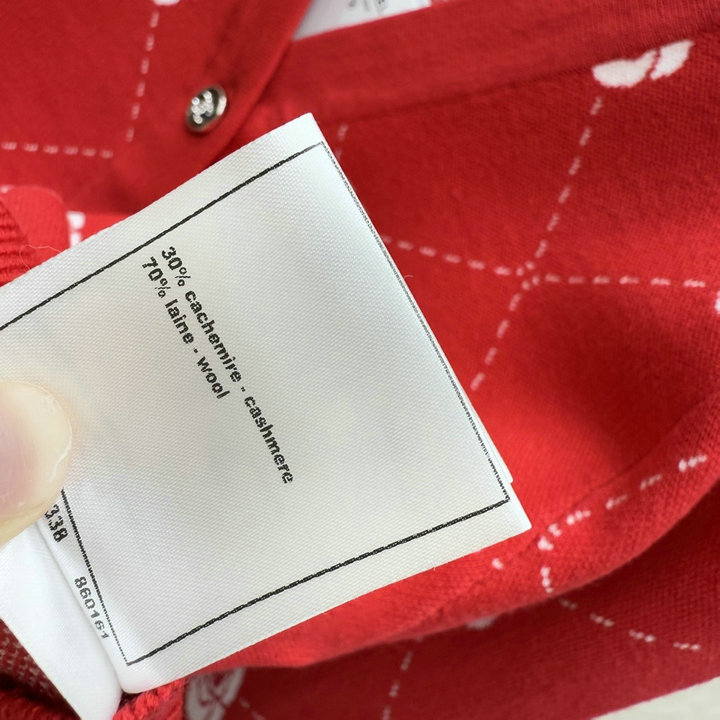 30% cachemire - cashmere
70% laine - wool
338
860161